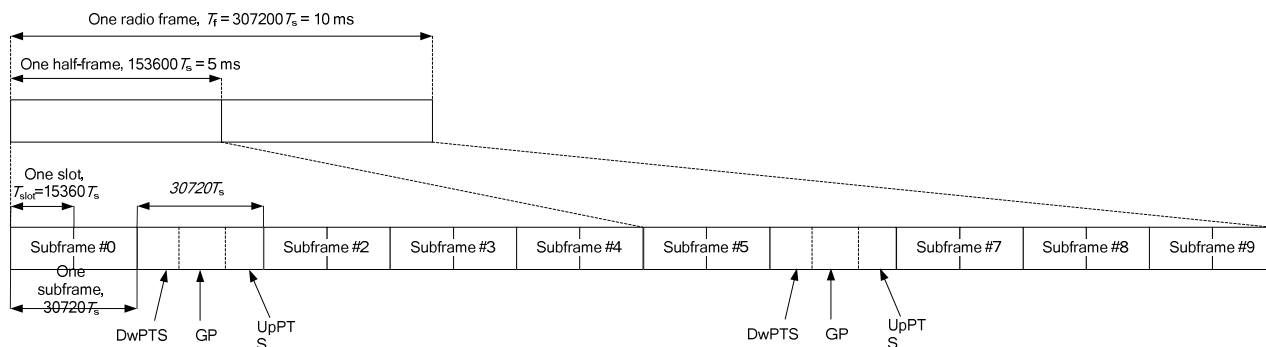 One radio frame, Tf = 307200Ts = 10 ms
One half-frame, 153600Ts = 5 ms
One slot,
Tslot=15360Ts
30720Ts
Subframe #0
Subframe #2
Subframe #3
Subframe #4
Subframe #5
Subframe #7
Subframe #8
Subframe #9
One
subframe,
30720Ts
DwPTS
GP
UpPT
S
DwPTS
GP
UpPT
S